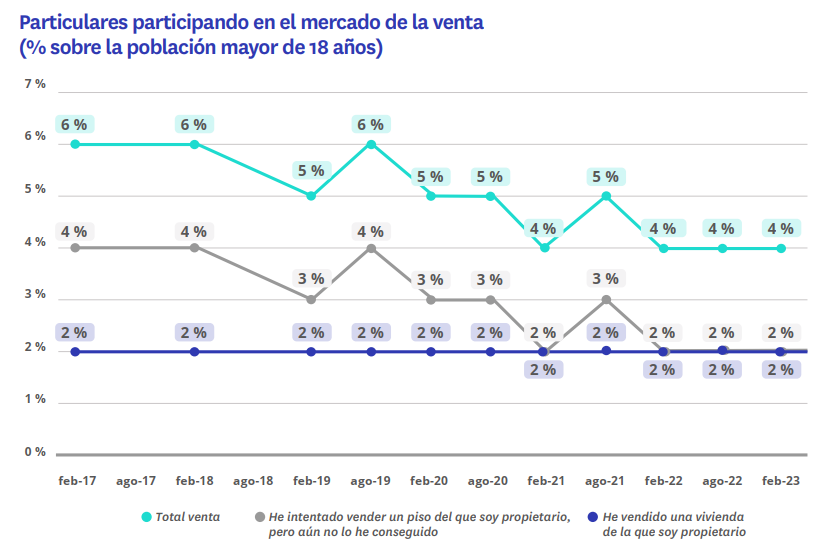 Particulares participando en el mercado de la venta
(% sobre la población mayor de 18 años)
7 %
6 %
5 %
4 %
3 %
2 %
1 %
0 %
6 % 6 % 5 % 6 % 5 % 5 % 4 % 5 % 4 % 4 % 4 %
4 % 4 % 3 % 4 % 3 % 3 % 2 % 3 % 2 % 2 % 2 %
2 % 2 % 2 % 2 % 2 % 2 % 2 % 2 % 2 % 2 % 2 %
feb-17 ago-17 feb-18 ago-18 feb-19 ago-19 feb-20 ago-20 feb-21 ago-21 feb-22 ago-22 feb-23
Total venta
He intentado vender un piso del que soy propietario,
pero aún no lo he conseguido
He vendido una vivienda
de la que soy propietario